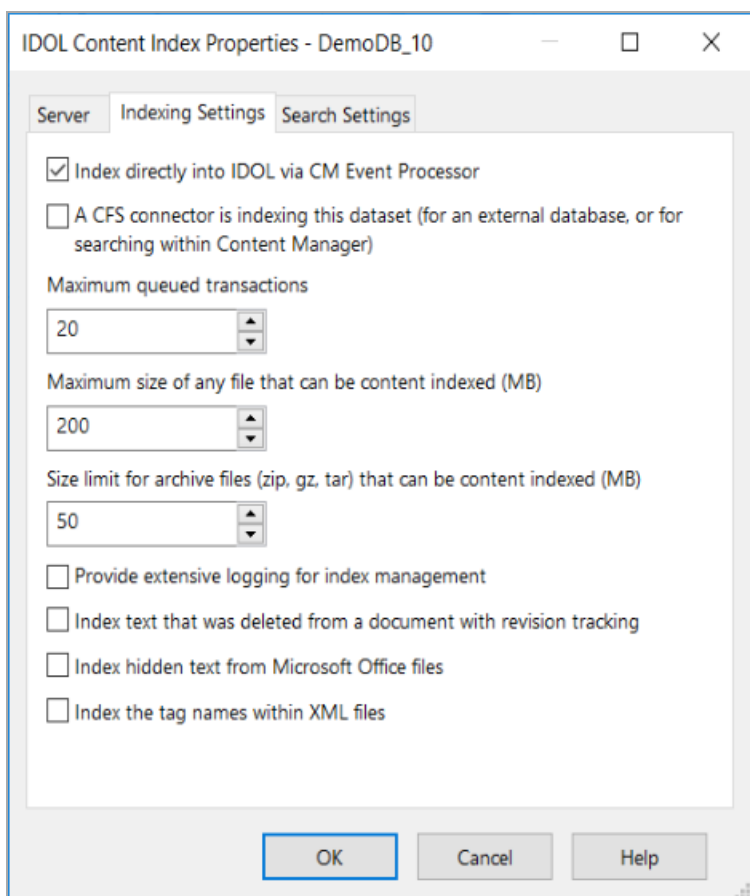 IDOL Content Index Properties - DemoDB_10
Server
Indexing Settings
Search Settings
Index directly into IDOL via CM Event Processor
A CFS connector is indexing this dataset (for an external database, or for
searching within Content Manager)
Maximum queued transactions
20
Maximum size of any file that can be content indexed (MB)
200
Size limit for archive files (zip, gz, tar) that can be content indexed (MB)
50
Provide extensive logging for index management
Index text that was deleted from a document with revision tracking
Index hidden text from Microsoft Office files
Index the tag names within XML files
OK
Cancel
Help